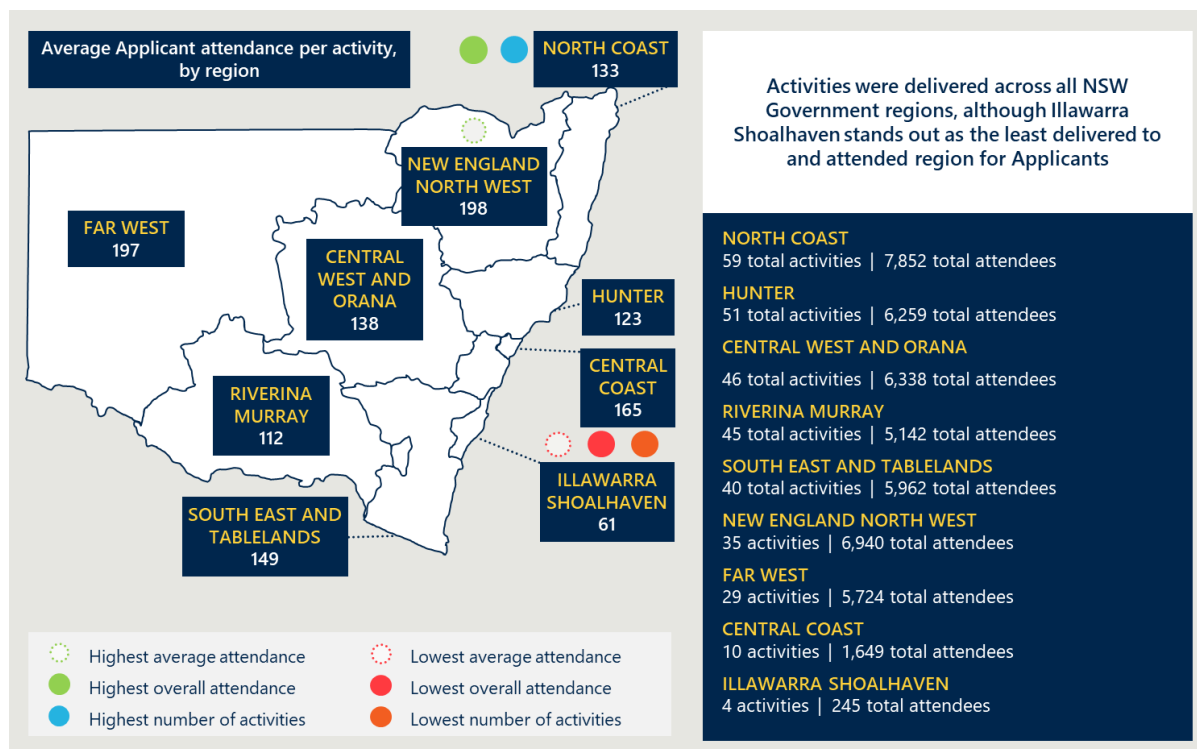 Average Applicant attendance per activity,
by region
NORTH COAST
133
NEW ENGLAND
NORTH WEST
198
FAR WEST
197
CENTRAL
WEST AND
ORANA
138
HUNTER
123
CENTRAL
COAST
165
RIVERINA
MURRAY
112
ILLAWARRA
SHOALHAVEN
61
SOUTH EAST AND
TABLELANDS
149
Highest average attendance
Highest overall attendance
Highest number of activities
Lowest average attendance
Lowest overall attendance
Lowest number of activities
Activities were delivered across all NSW
Government regions, although Illawarra
Shoalhaven stands out as the least delivered to
and attended region for Applicants
NORTH COAST
59 total activities | 7,852 total attendees
HUNTER
51 total activities | 6,259 total attendees
CENTRAL WEST AND ORANA
46 total activities | 6,338 total attendees
RIVERINA MURRAY
45 total activities | 5,142 total attendees
SOUTH EAST AND TABLELANDS
40 total activities | 5,962 total attendees
NEW ENGLAND NORTH WEST
35 activities | 6,940 total attendees
FAR WEST
29 activities | 5,724 total attendees
CENTRAL COAST
10 activities | 1,649 total attendees
ILLAWARRA SHOALHAVEN
4 activities | 245 total attendees